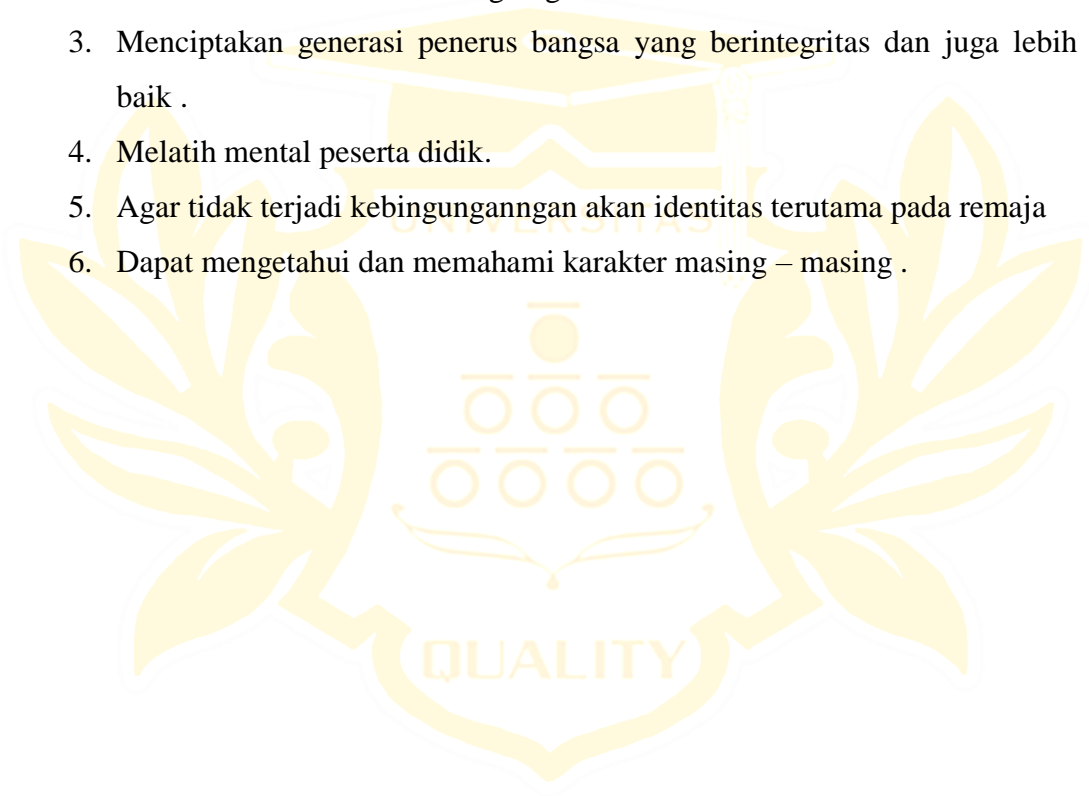 3. Menciptakan generasi penerus bangsa yang berintegritas dan juga lebih
baik .
4. Melatih mental peserta didik.
5. Agar tidak terjadi kebingunganngan akan identitas terutama pada remaja
UNIVERSITAS
6. Dapat mengetahui dan memahami karakter masing – masing .
QUALITY